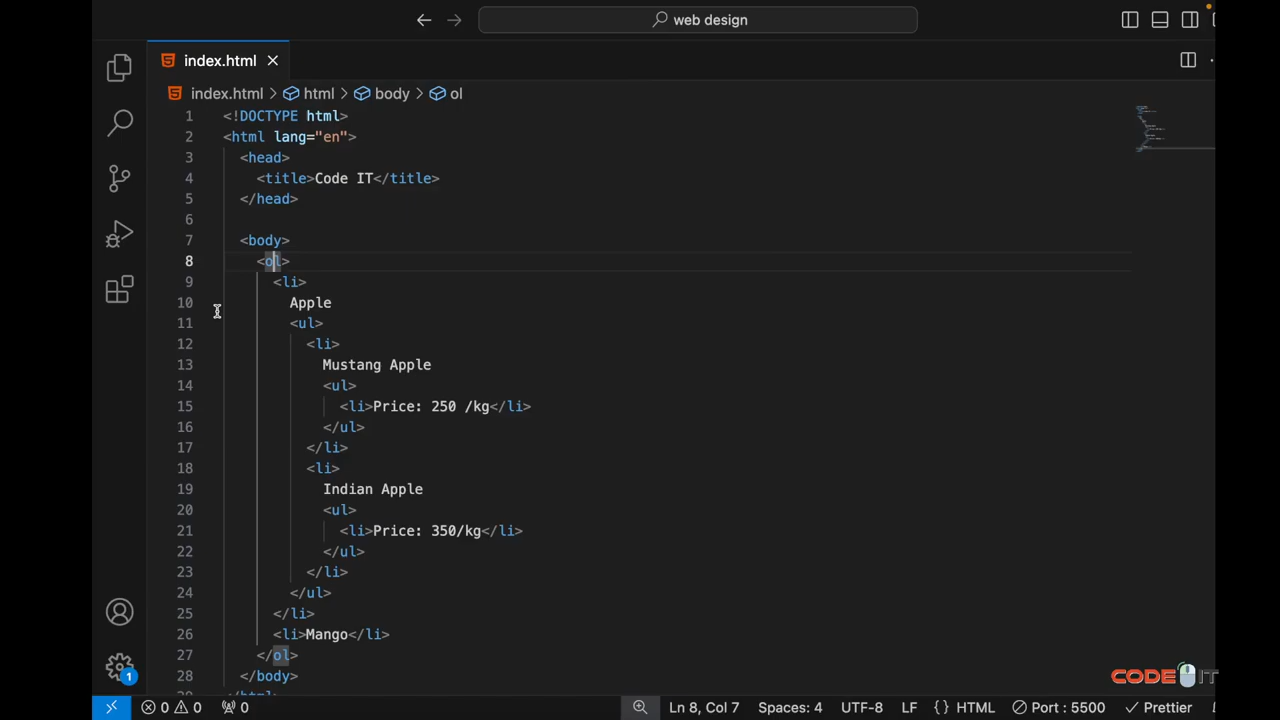 web design
index.html
index.html > html > body > ol
1 <!DOCTYPE html>
2 <html lang="en">
3 <head>
4 <title>Code IT</title>
5 </head>
6
7 <body>
8 <ol>
9 <li>
10 Apple
11 <ul>
12 <li>
13 Mustang Apple
14 <ul>
15 <li>Price: 250 /kg</li>
16 </ul>
17 </li>
18 <li>
19 Indian Apple
20 <ul>
21 <li>Price: 350/kg</li>
22 </ul>
23 </li>
24 </ul>
25 </li>
26 <li>Mango</li>
27 </ol>
28 </body>
29 </html>
CODE IT
1
0 0 0 Ln 8, Col 7 Spaces: 4 UTF-8 LF {} HTML Port : 5500 Prettier